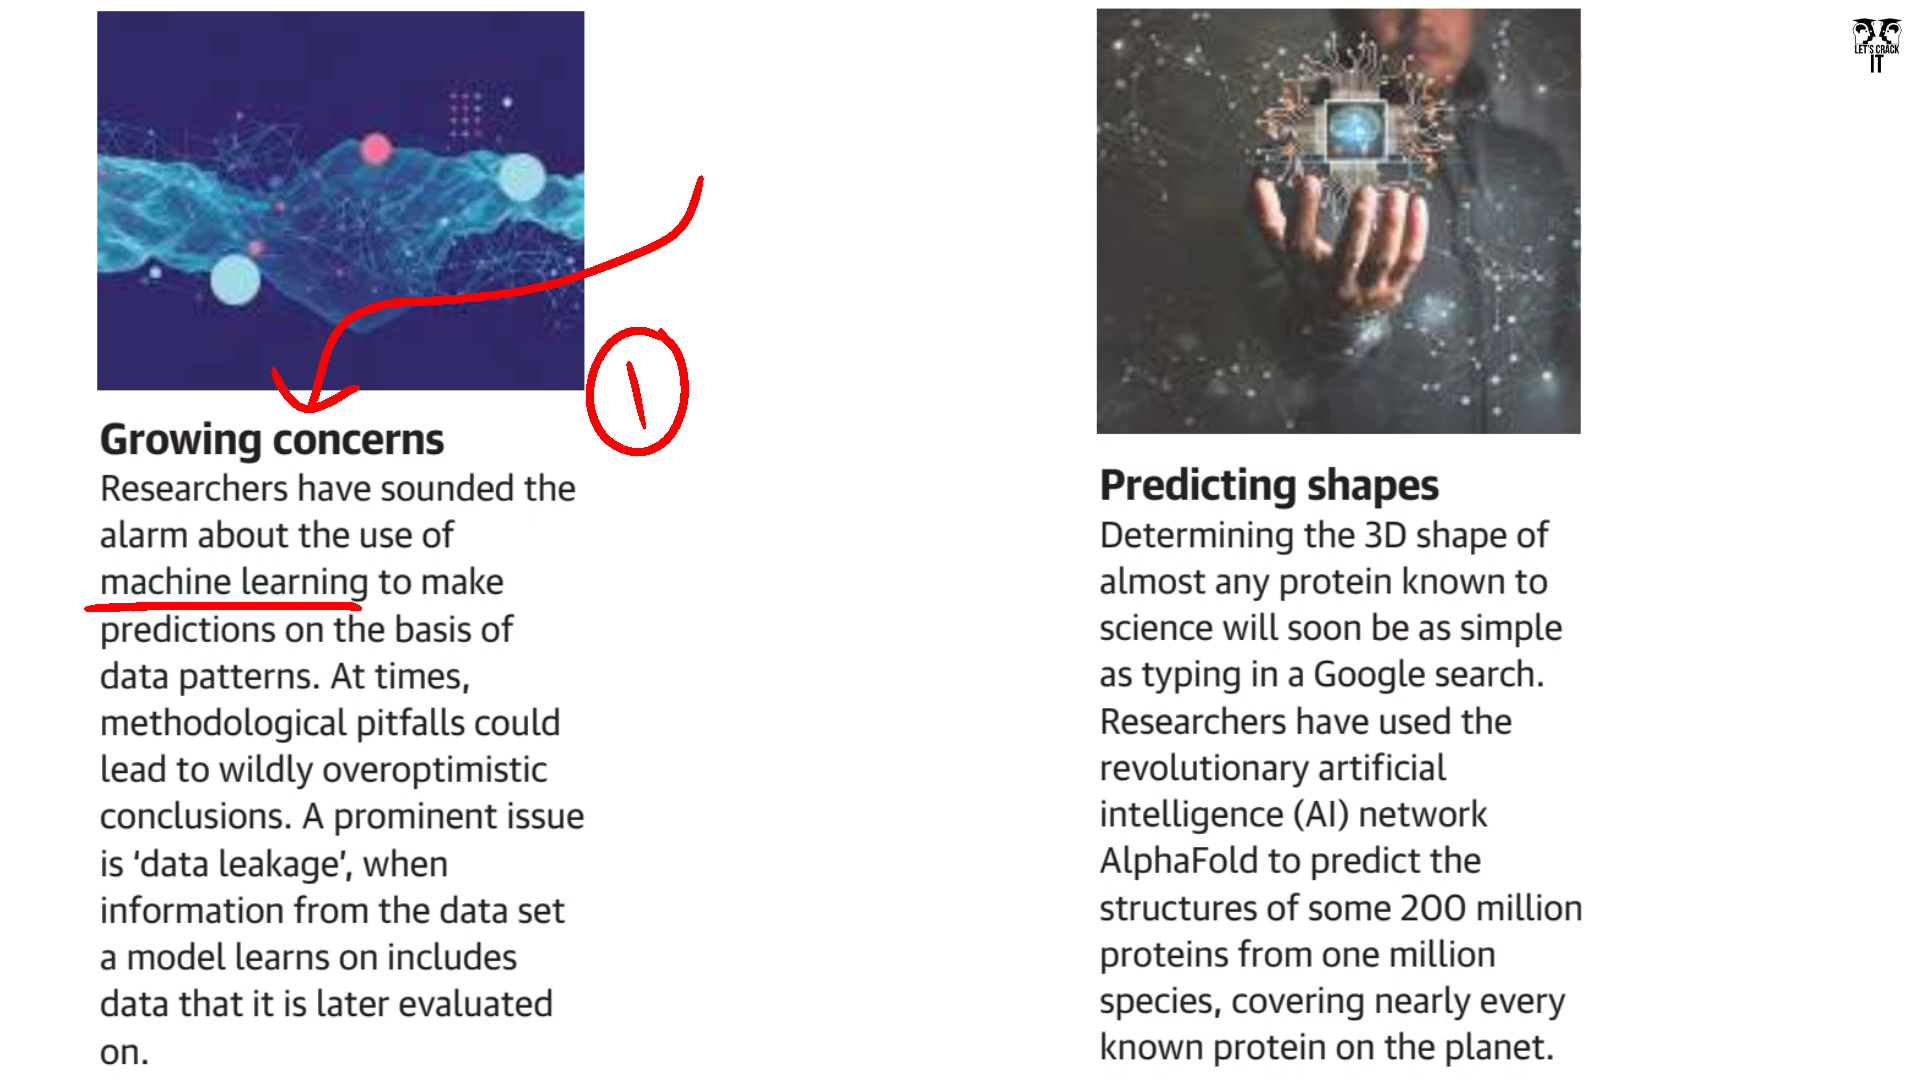 Growing concerns
Researchers have sounded the
alarm about the use of
machine learning to make
predictions on the basis of
data patterns. At times,
methodological pitfalls could
lead to wildly overoptimistic
conclusions. A prominent issue
is ‘data leakage’, when
information from the data set
a model learns on includes
data that it is later evaluated
on.
1
Predicting shapes
Determining the 3D shape of
almost any protein known to
science will soon be as simple
as typing in a Google search.
Researchers have used the
revolutionary artificial
intelligence (AI) network
AlphaFold to predict the
structures of some 200 million
proteins from one million
species, covering nearly every
known protein on the planet.
LET'S CRACK
IT